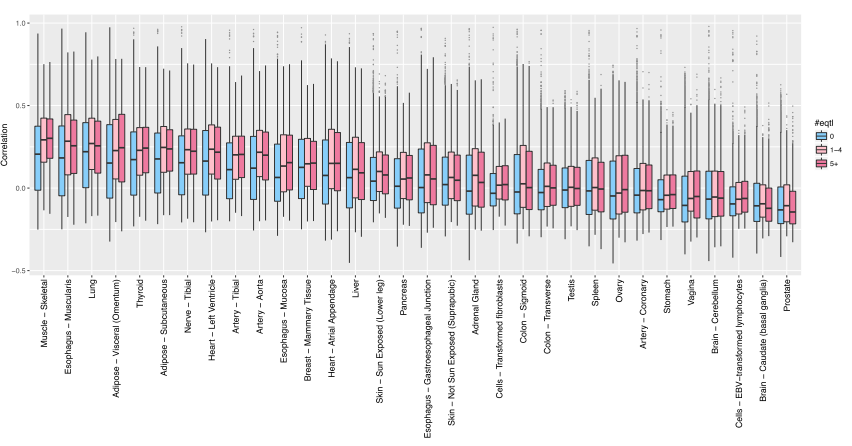 1.0
0.5
0.0
−0.5
Correlation
Muscle − Skeletal
Esophagus − Muscularis
Lung
Adipose − Visceral (Omentum)
Thyroid
Adipose − Subcutaneous
Nerve − Tibial
Heart − Left Ventricle
Artery − Tibial
Artery − Aorta
Esophagus − Mucosa
Breast − Mammary Tissue
Heart − Atrial Appendage
Liver
Skin − Sun Exposed (Lower leg)
Pancreas
Esophagus − Gastroesophageal Junction
Skin − Not Sun Exposed (Suprapubic)
Adrenal Gland
Cells − Transformed fibroblasts
Colon − Sigmoid
Colon − Transverse
Testis
Spleen
Ovary
Artery − Coronary
Stomach
Vagina
Brain − Cerebellum
Cells − EBV−transformed lymphocytes
Brain − Caudate (basal ganglia)
Prostate
#eqtl
0
1−4
5+